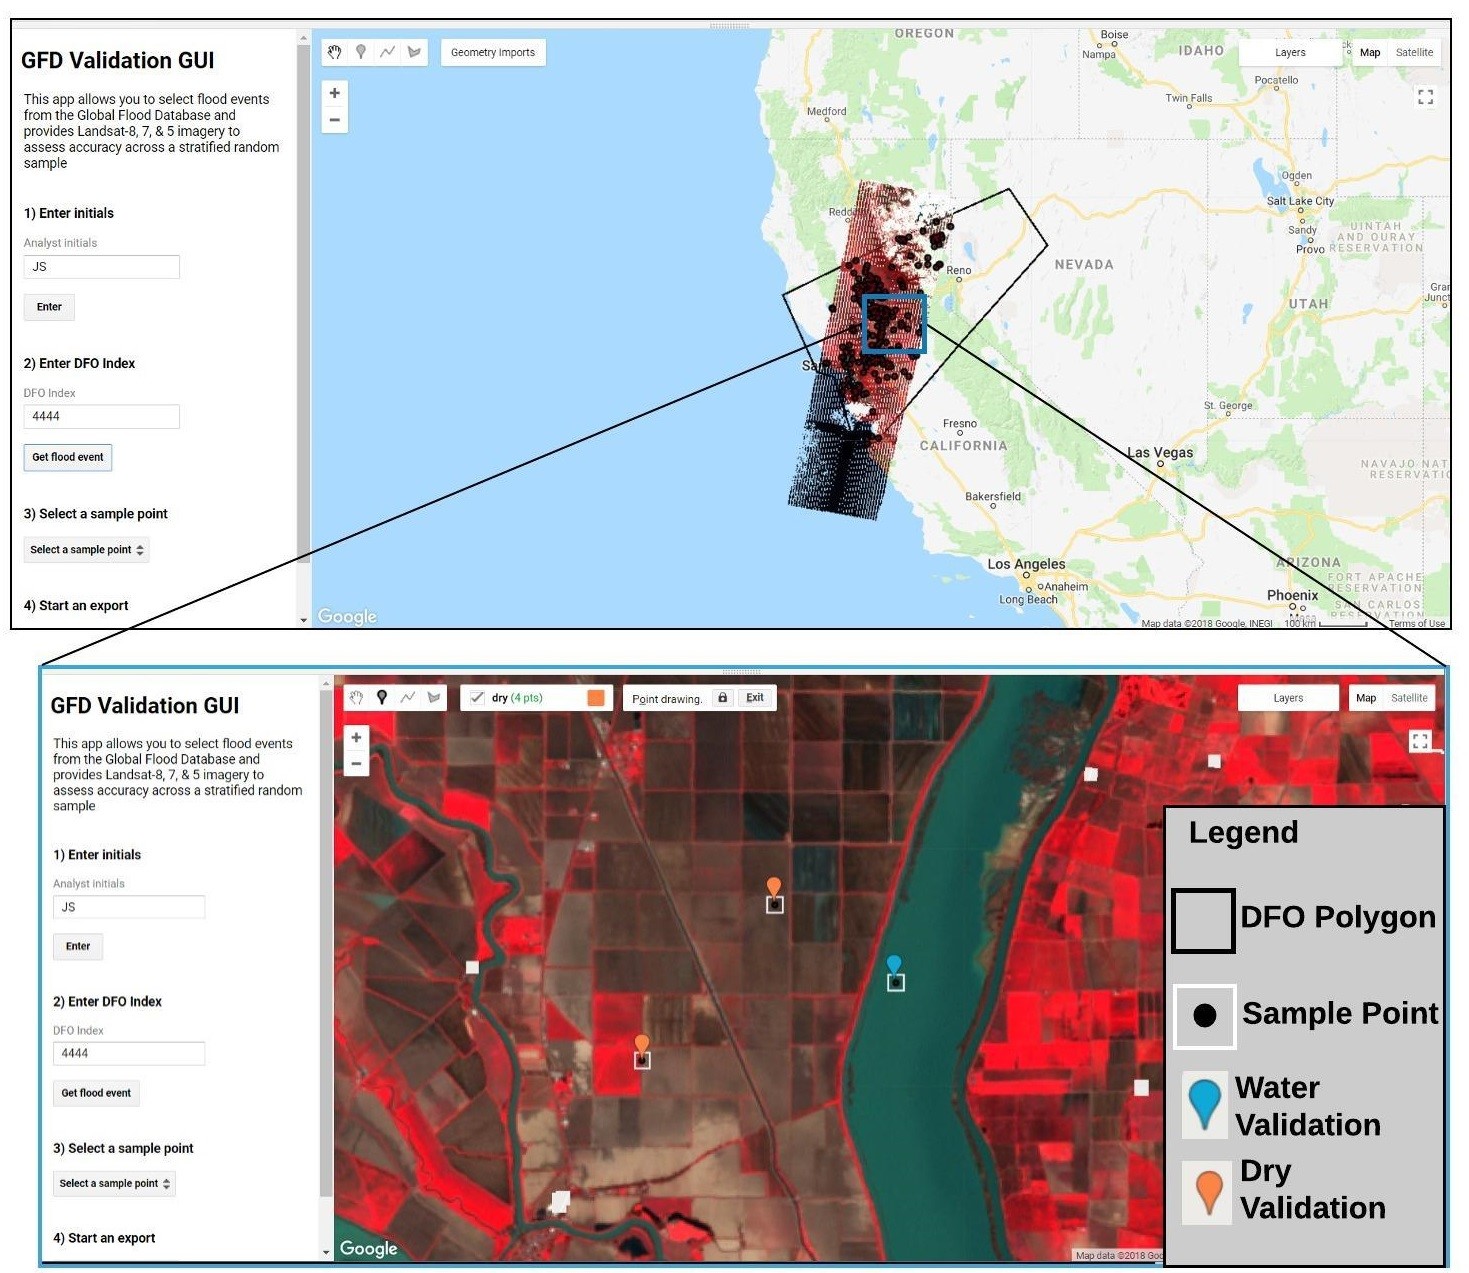 GFD Validation GUI
This app allows you to select flood events
from the Global Flood Database and
provides Landsat-8, 7, & 5 imagery to
assess accuracy across a stratified random
sample
1) Enter initials
Analyst initials
JS
Enter
2) Enter DFO Index
DFO Index
4444
Get flood event
3) Select a sample point
Select a sample point
4) Start an export
Geometry Imports
Layers
Map
Satellite
OREGON
Boise
Nampa
IDAHO
Pocatello
Twin Falls
Medford
Ogden
Salt Lake City
Sandy
Provo
UINTAH
AND OURAY
RESERVATION
Reno
NEVADA
UTAH
St. George
Fresno
CALIFORNIA
Las Vegas
Bakersfield
Los Angeles
Anaheim
Long Beach
ARIZONA
FORT APACHE
RESERVATION
SAN CARLOS
RESERVATION
Phoenix
Google
Map data ©2018 Google, INEGI
100 km
Terms of Use
GFD Validation GUI
This app allows you to select flood events
from the Global Flood Database and
provides Landsat-8, 7, & 5 imagery to
assess accuracy across a stratified random
sample
1) Enter initials
Analyst initials
JS
Enter
2) Enter DFO Index
DFO Index
4444
Get flood event
3) Select a sample point
Select a sample point
4) Start an export
dry (4 pts)
Point drawing.
Exit
Layers
Map
Satellite
Google
Map data ©2018
Legend
DFO Polygon
Sample Point
Water
Validation
Dry
Validation